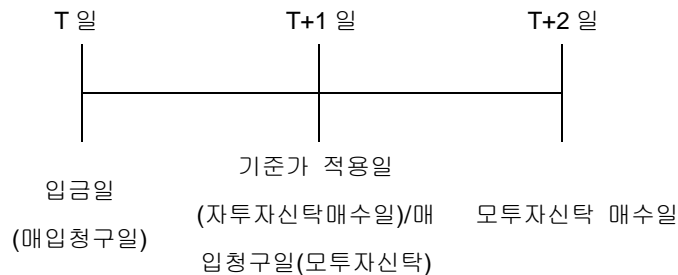 T 일 T+1 일 T+2 일
입금일
(매입청구일)
기준가 적용일
(자투자신탁매수일)/매
입청구일(모투자신탁)
모투자신탁 매수일